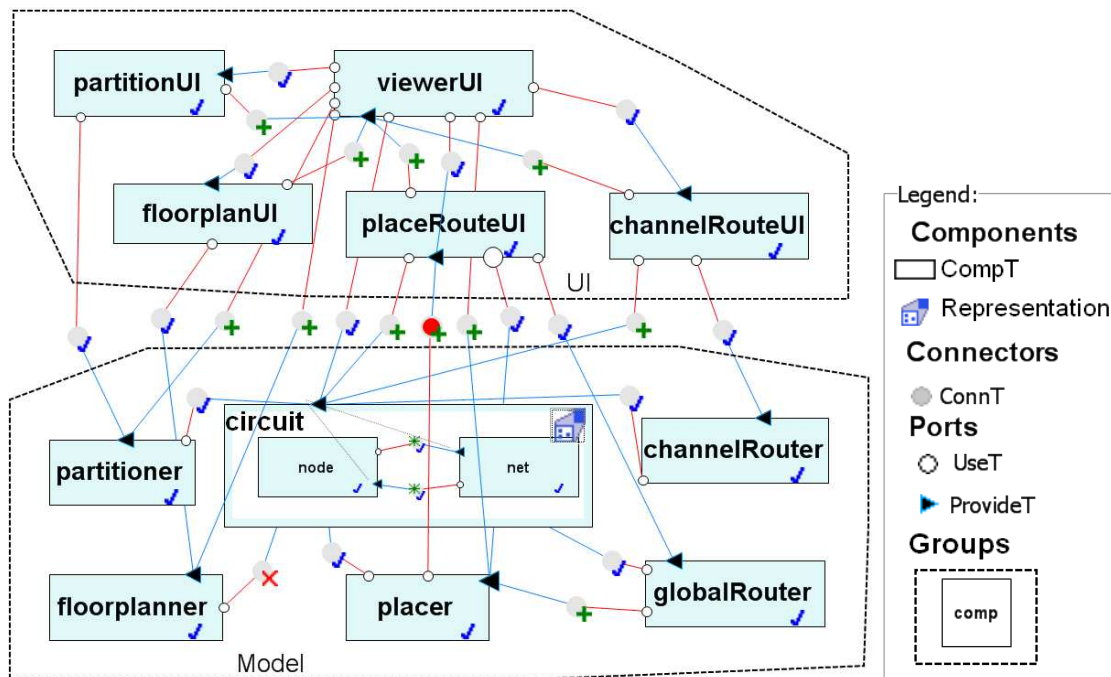 partitionUI
viewerUI
floorplanUI
placeRouteUI
channelRouteUI
UI
Legend:
Components
CompT
Representation
Connectors
ConnT
Ports
UseT
ProvideT
Groups
comp
circuit
node
net
partitioner
channelRouter
floorplanner
placer
globalRouter
Model